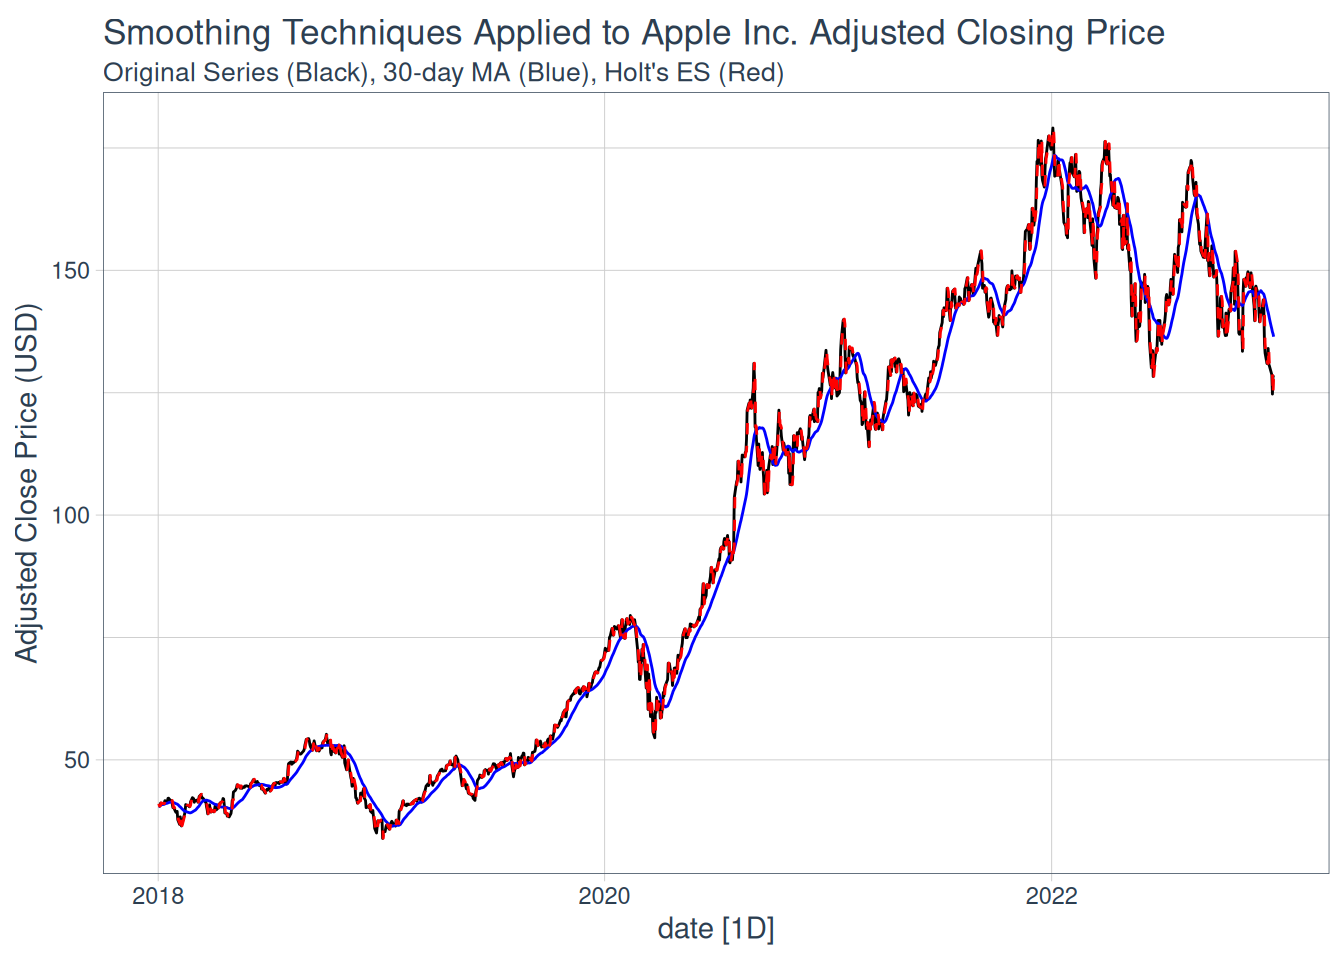 Smoothing Techniques Applied to Apple Inc. Adjusted Closing Price
Original Series (Black), 30-day MA (Blue), Holt's ES (Red)
Adjusted Close Price (USD)
150
100
50
2018
2020
2022
date [1D]